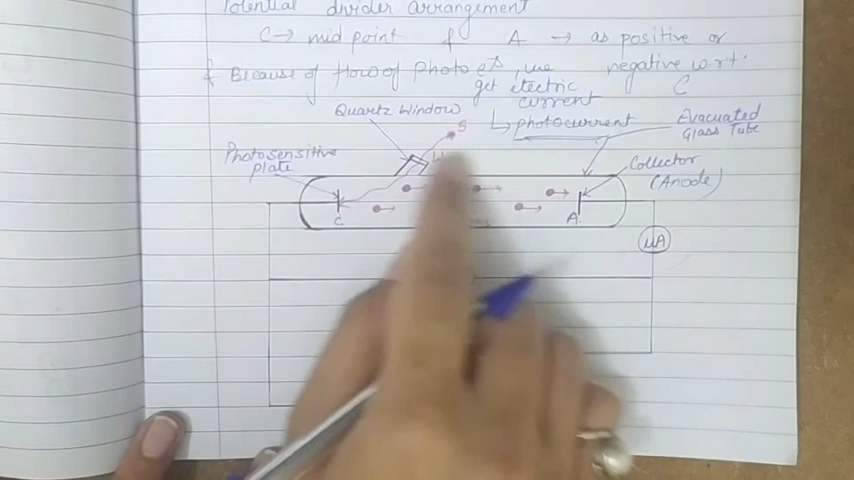 Potential divider arrangement
C → mid point & A → as positive or
& Because of flow of photo e⁻s, we negative w.r.t. C
get electric current
↳ photocurrent
Quartz Window
S
Evacuated
Glass Tube
Photosensitive
plate
Collector
(Anode)
C
A
μA